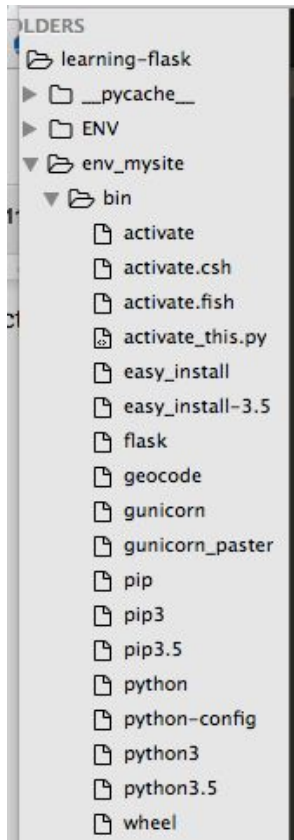 OLDERS
learning-flask
__pycache__
ENV
env_mysite
bin
activate
activate.csh
activate.fish
activate_this.py
easy_install
easy_install-3.5
flask
geocode
gunicorn
gunicorn_paster
pip
pip3
pip3.5
python
python-config
python3
python3.5
wheel